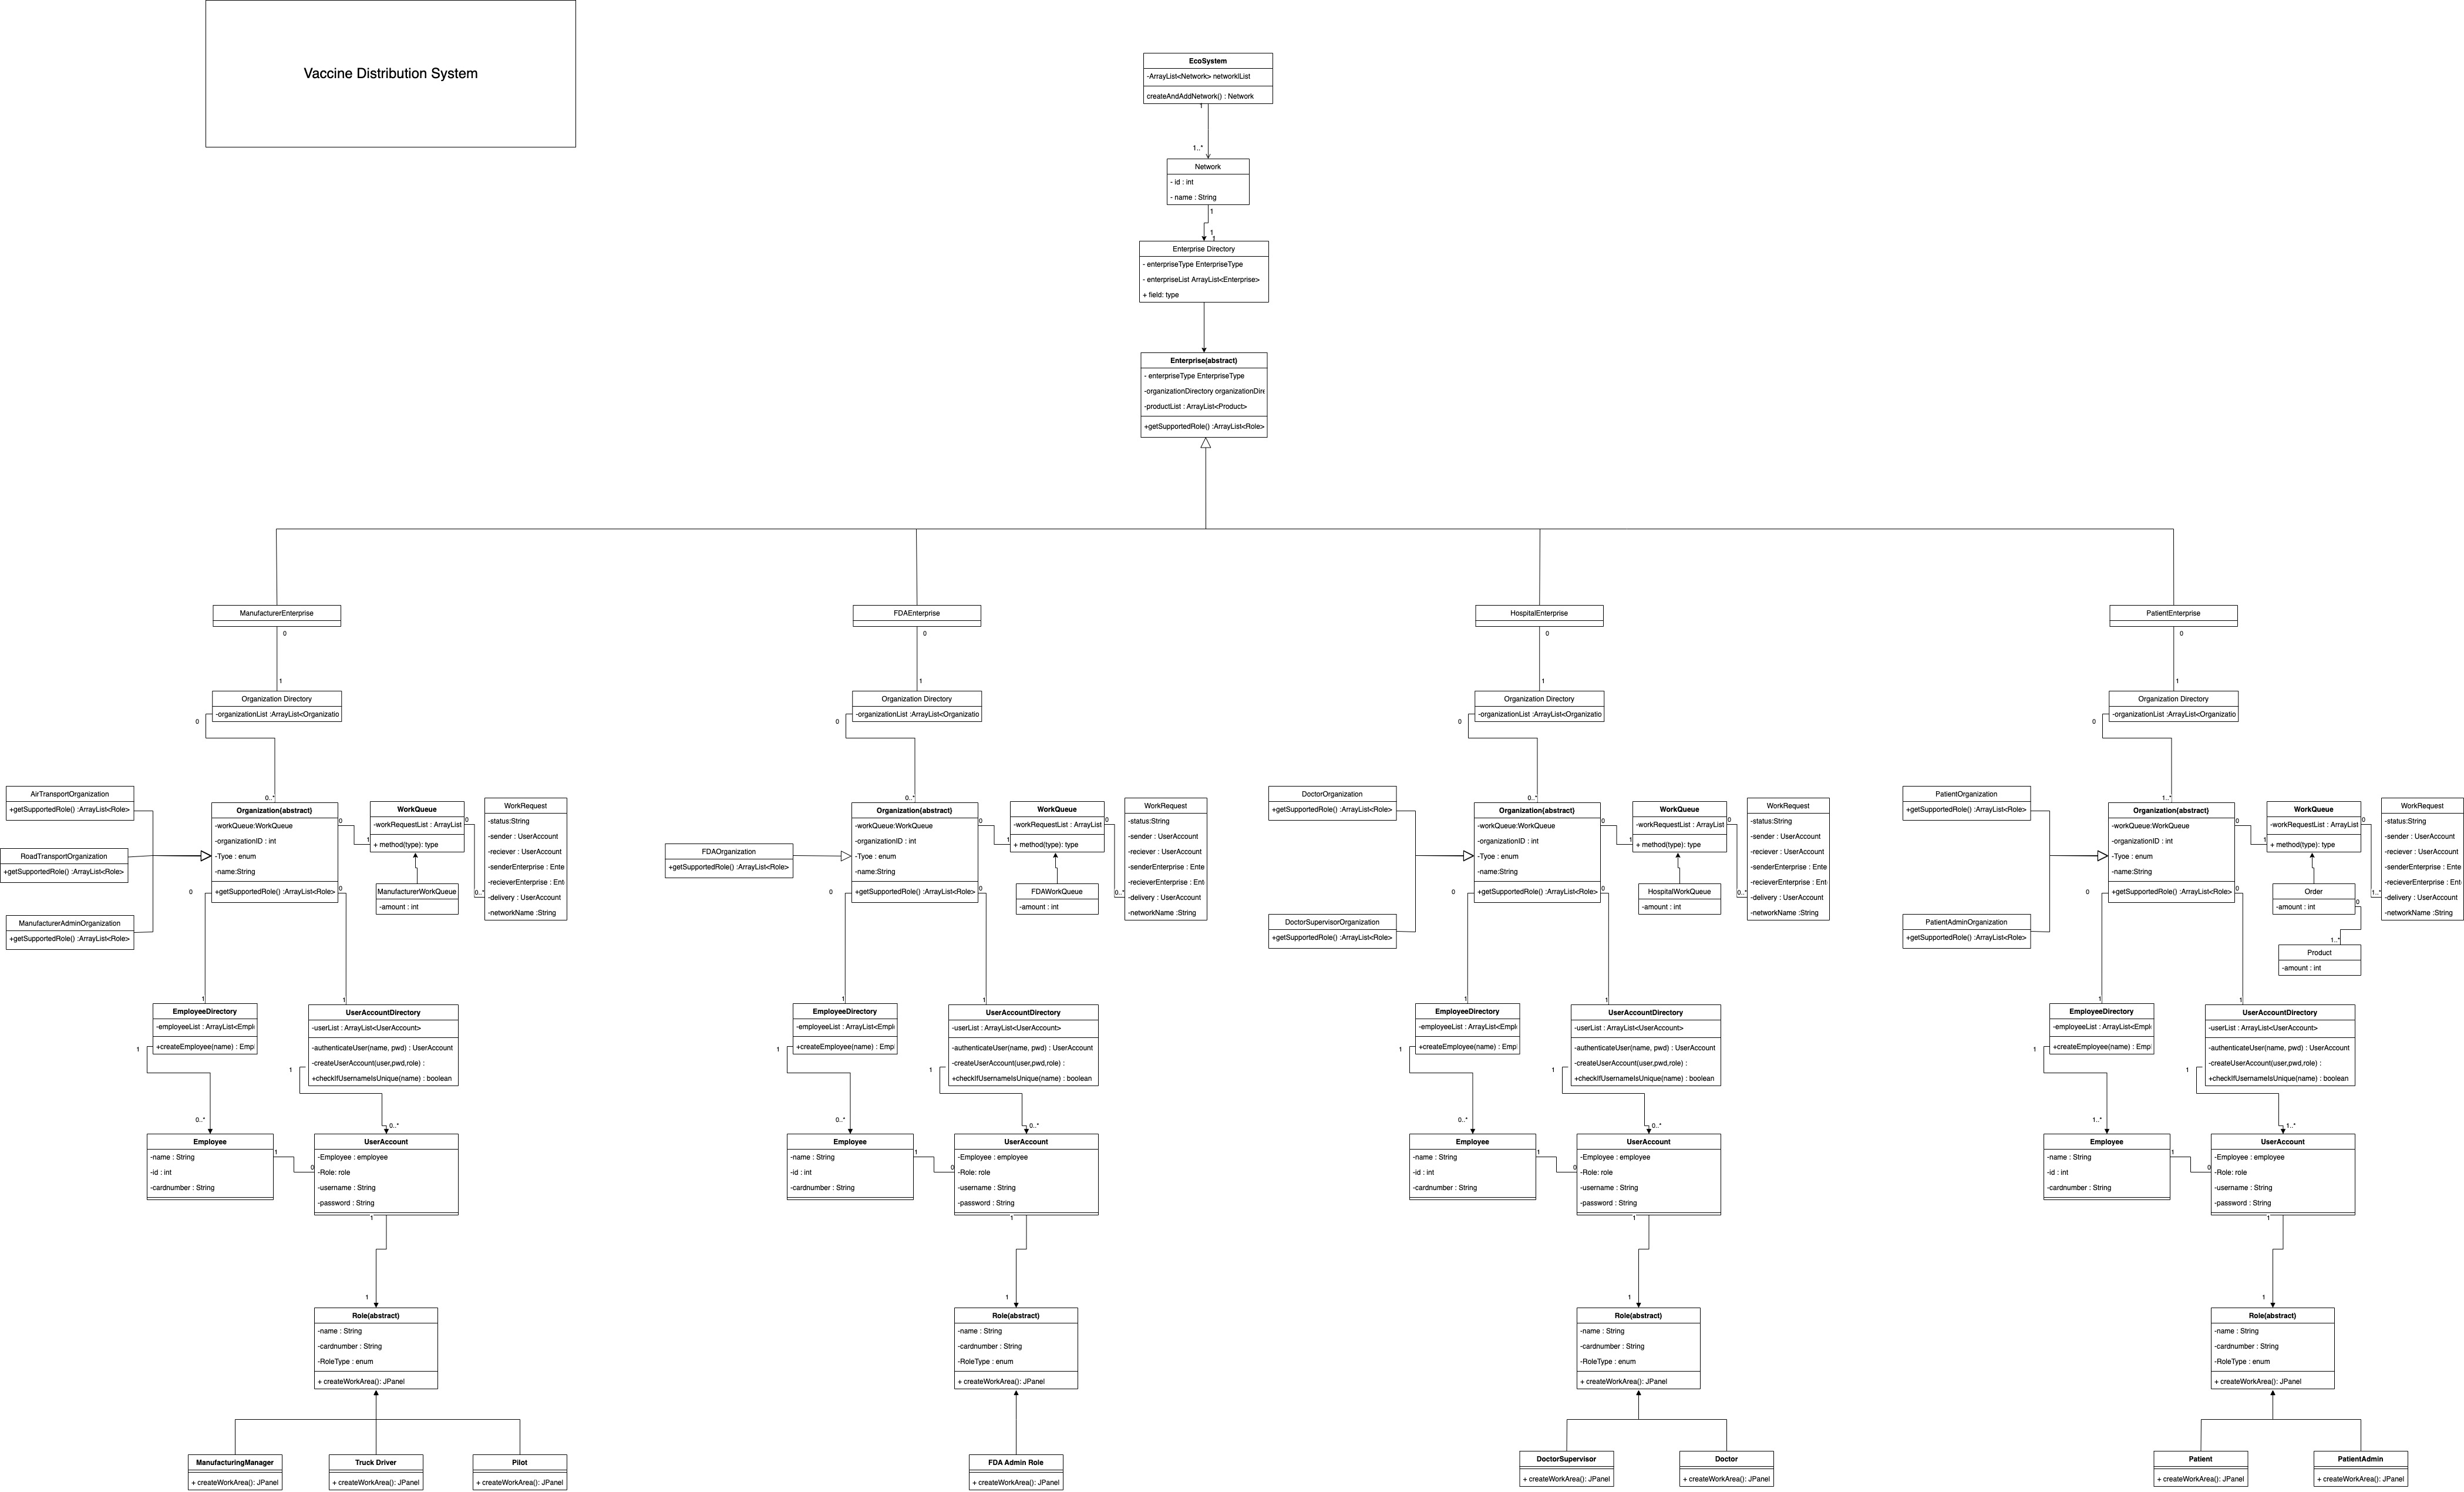 Vaccine Distribution System
EcoSystem
-ArrayList<Network> networklList
createAndAddNetwork() : Network
1
1..*
Network
- id : int
- name : String
1
1
1
Enterprise Directory
- enterpriseType EnterpriseType
- enterpriseList ArrayList<Enterprise>
+ field: type
Enterprise(abstract)
- enterpriseType EnterpriseType
-organizationDirectory organizationDire
-productList : ArrayList<Product>
+getSupportedRole() :ArrayList<Role>
ManufacturerEnterprise
0
1
Organization Directory
-organizationList :ArrayList<Organizatio
0
0..*
AirTransportOrganization
+getSupportedRole() :ArrayList<Role>
RoadTransportOrganization
+getSupportedRole() :ArrayList<Role>
ManufacturerAdminOrganization
+getSupportedRole() :ArrayList<Role>
Organization(abstract)
-workQueue:WorkQueue
-organizationID : int
-Tyoe : enum
-name:String
+getSupportedRole() :ArrayList<Role>
0
1
0
0
WorkQueue
-workRequestList : ArrayList
+ method(type): type
0
0..*
ManufacturerWorkQueue
-amount : int
WorkRequest
-status:String
-sender : UserAccount
-reciever : UserAccount
-senderEnterprise : Ente
-recieverEnterprise : Ent
-delivery : UserAccount
-networkName :String
1
EmployeeDirectory
-employeeList : ArrayList<Empl
+createEmployee(name) : Emp
1
0..*
1
UserAccountDirectory
-userList : ArrayList<UserAccount>
-authenticateUser(name, pwd) : UserAccount
-createUserAccount(user,pwd,role) :
+checkIfUsernameIsUnique(name) : boolean
1
0..*
Employee
-name : String
-id : int
-cardnumber : String
1
0
UserAccount
-Employee : employee
-Role: role
-username : String
-password : String
1
1
Role(abstract)
-name : String
-cardnumber : String
-RoleType : enum
+ createWorkArea(): JPanel
ManufacturingManager
+ createWorkArea(): JPanel
Truck Driver
+ createWorkArea(): JPanel
Pilot
+ createWorkArea(): JPanel
FDAEnterprise
0
1
Organization Directory
-organizationList :ArrayList<Organizatio
0
0..*
FDAOrganization
+getSupportedRole() :ArrayList<Role>
Organization(abstract)
-workQueue:WorkQueue
-organizationID : int
-Tyoe : enum
-name:String
+getSupportedRole() :ArrayList<Role>
0
1
0
0
WorkQueue
-workRequestList : ArrayList
+ method(type): type
0
0..*
FDAWorkQueue
-amount : int
WorkRequest
-status:String
-sender : UserAccount
-reciever : UserAccount
-senderEnterprise : Ente
-recieverEnterprise : Ent
-delivery : UserAccount
-networkName :String
1
EmployeeDirectory
-employeeList : ArrayList<Empl
+createEmployee(name) : Emp
1
0..*
1
UserAccountDirectory
-userList : ArrayList<UserAccount>
-authenticateUser(name, pwd) : UserAccount
-createUserAccount(user,pwd,role) :
+checkIfUsernameIsUnique(name) : boolean
1
0..*
Employee
-name : String
-id : int
-cardnumber : String
1
0
UserAccount
-Employee : employee
-Role: role
-username : String
-password : String
1
1
Role(abstract)
-name : String
-cardnumber : String
-RoleType : enum
+ createWorkArea(): JPanel
FDA Admin Role
+ createWorkArea(): JPanel
HospitalEnterprise
0
1
Organization Directory
-organizationList :ArrayList<Organizatio
0
0..*
DoctorOrganization
+getSupportedRole() :ArrayList<Role>
DoctorSupervisorOrganization
+getSupportedRole() :ArrayList<Role>
Organization(abstract)
-workQueue:WorkQueue
-organizationID : int
-Tyoe : enum
-name:String
+getSupportedRole() :ArrayList<Role>
0
1
0
0
WorkQueue
-workRequestList : ArrayList
+ method(type): type
0
0..*
HospitalWorkQueue
-amount : int
WorkRequest
-status:String
-sender : UserAccount
-reciever : UserAccount
-senderEnterprise : Ente
-recieverEnterprise : Ent
-delivery : UserAccount
-networkName :String
1
EmployeeDirectory
-employeeList : ArrayList<Empl
+createEmployee(name) : Emp
1
0..*
1
UserAccountDirectory
-userList : ArrayList<UserAccount>
-authenticateUser(name, pwd) : UserAccount
-createUserAccount(user,pwd,role) :
+checkIfUsernameIsUnique(name) : boolean
1
0..*
Employee
-name : String
-id : int
-cardnumber : String
1
0
UserAccount
-Employee : employee
-Role: role
-username : String
-password : String
1
1
Role(abstract)
-name : String
-cardnumber : String
-RoleType : enum
+ createWorkArea(): JPanel
DoctorSupervisor
+ createWorkArea(): JPanel
Doctor
+ createWorkArea(): JPanel
PatientEnterprise
0
1
Organization Directory
-organizationList :ArrayList<Organizatio
0
1..*
PatientOrganization
+getSupportedRole() :ArrayList<Role>
PatientAdminOrganization
+getSupportedRole() :ArrayList<Role>
Organization(abstract)
-workQueue:WorkQueue
-organizationID : int
-Tyoe : enum
-name:String
+getSupportedRole() :ArrayList<Role>
0
1
0
0
WorkQueue
-workRequestList : ArrayList
+ method(type): type
0
1..*
Order
-amount : int
0
1..*
Product
-amount : int
WorkRequest
-status:String
-sender : UserAccount
-reciever : UserAccount
-senderEnterprise : Ente
-recieverEnterprise : Ent
-delivery : UserAccount
-networkName :String
1
EmployeeDirectory
-employeeList : ArrayList<Empl
+createEmployee(name) : Emp
1
1..*
1
UserAccountDirectory
-userList : ArrayList<UserAccount>
-authenticateUser(name, pwd) : UserAccount
-createUserAccount(user,pwd,role) :
+checkIfUsernameIsUnique(name) : boolean
1
1..*
Employee
-name : String
-id : int
-cardnumber : String
1
0
UserAccount
-Employee : employee
-Role: role
-username : String
-password : String
1
1
Role(abstract)
-name : String
-cardnumber : String
-RoleType : enum
+ createWorkArea(): JPanel
Patient
+ createWorkArea(): JPanel
PatientAdmin
+ createWorkArea(): JPanel